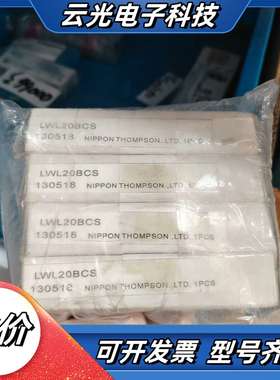 云光电子科技
LWL20BCS
130518 NIPPON THOMPSON., LTD. 1PCS
LWL20BCS
130518 NIPPON THOMPSON., LTD. 1PCS
LWL20BCS
130518 NIPPON THOMPSON., LTD. 1PCS
LWL20BCS
130518 NIPPON THOMPSON., LTD. 1PCS
价
可开发票 型号齐